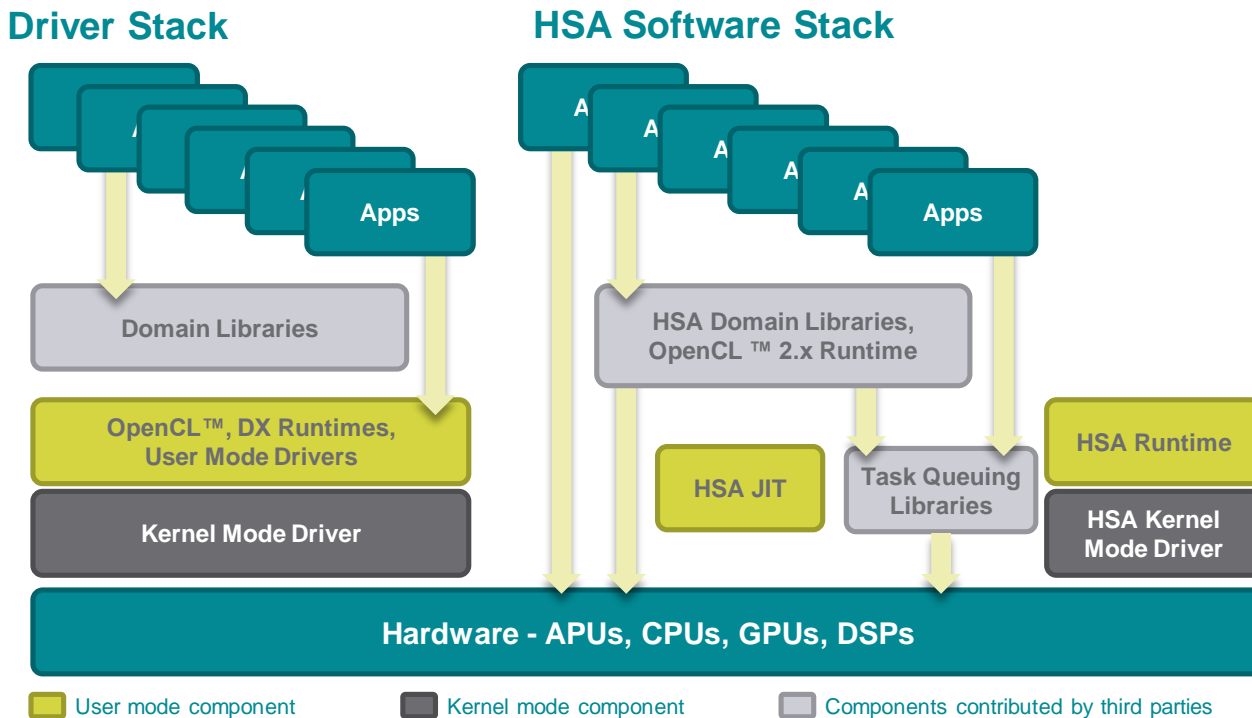 Driver Stack
HSA Software Stack
Apps
Apps
Domain Libraries
HSA Domain Libraries,
OpenCL ™ 2.x Runtime
OpenCL™, DX Runtimes,
User Mode Drivers
HSA JIT
Task Queuing
Libraries
HSA Runtime
Kernel Mode Driver
HSA Kernel
Mode Driver
Hardware - APUs, CPUs, GPUs, DSPs
User mode component
Kernel mode component
Components contributed by third parties